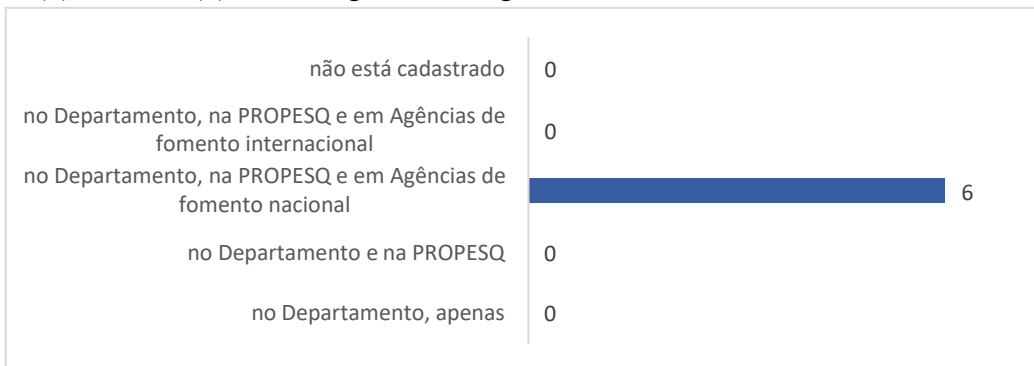 não está cadastrado 0
no Departamento, na PROPESQ e em Agências de
fomento internacional 0
no Departamento, na PROPESQ e em Agências de
fomento nacional 6
no Departamento e na PROPESQ 0
no Departamento, apenas 0